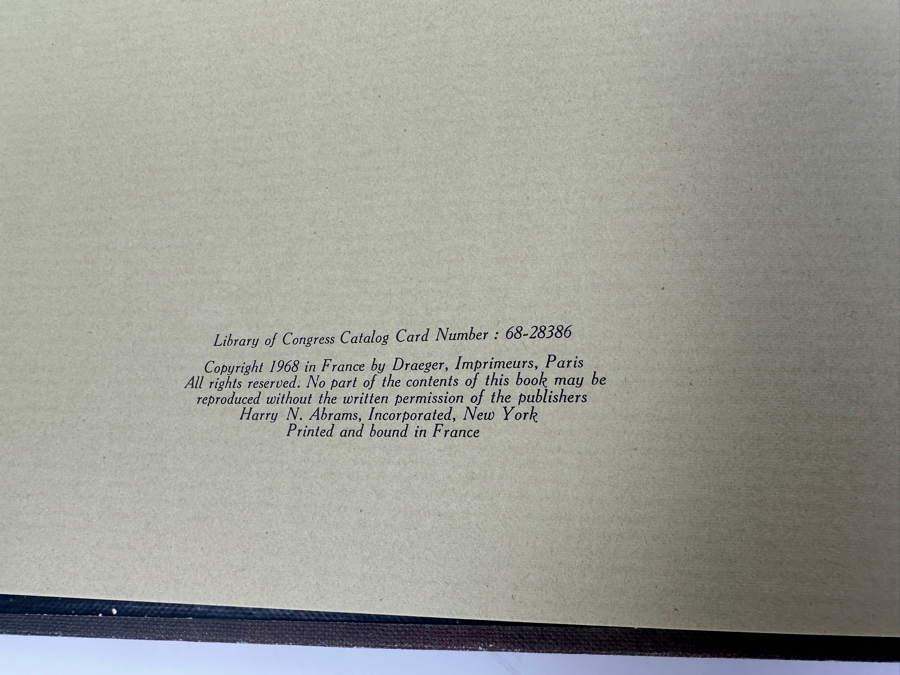 Library of Congress Catalog Card Number : 68-28386
Copyright 1968 in France by Draeger, Imprimeurs, Paris
All rights reserved. No part of the contents of this book may be
reproduced without the written permission of the publishers
Harry N. Abrams, Incorporated, New York
Printed and bound in France